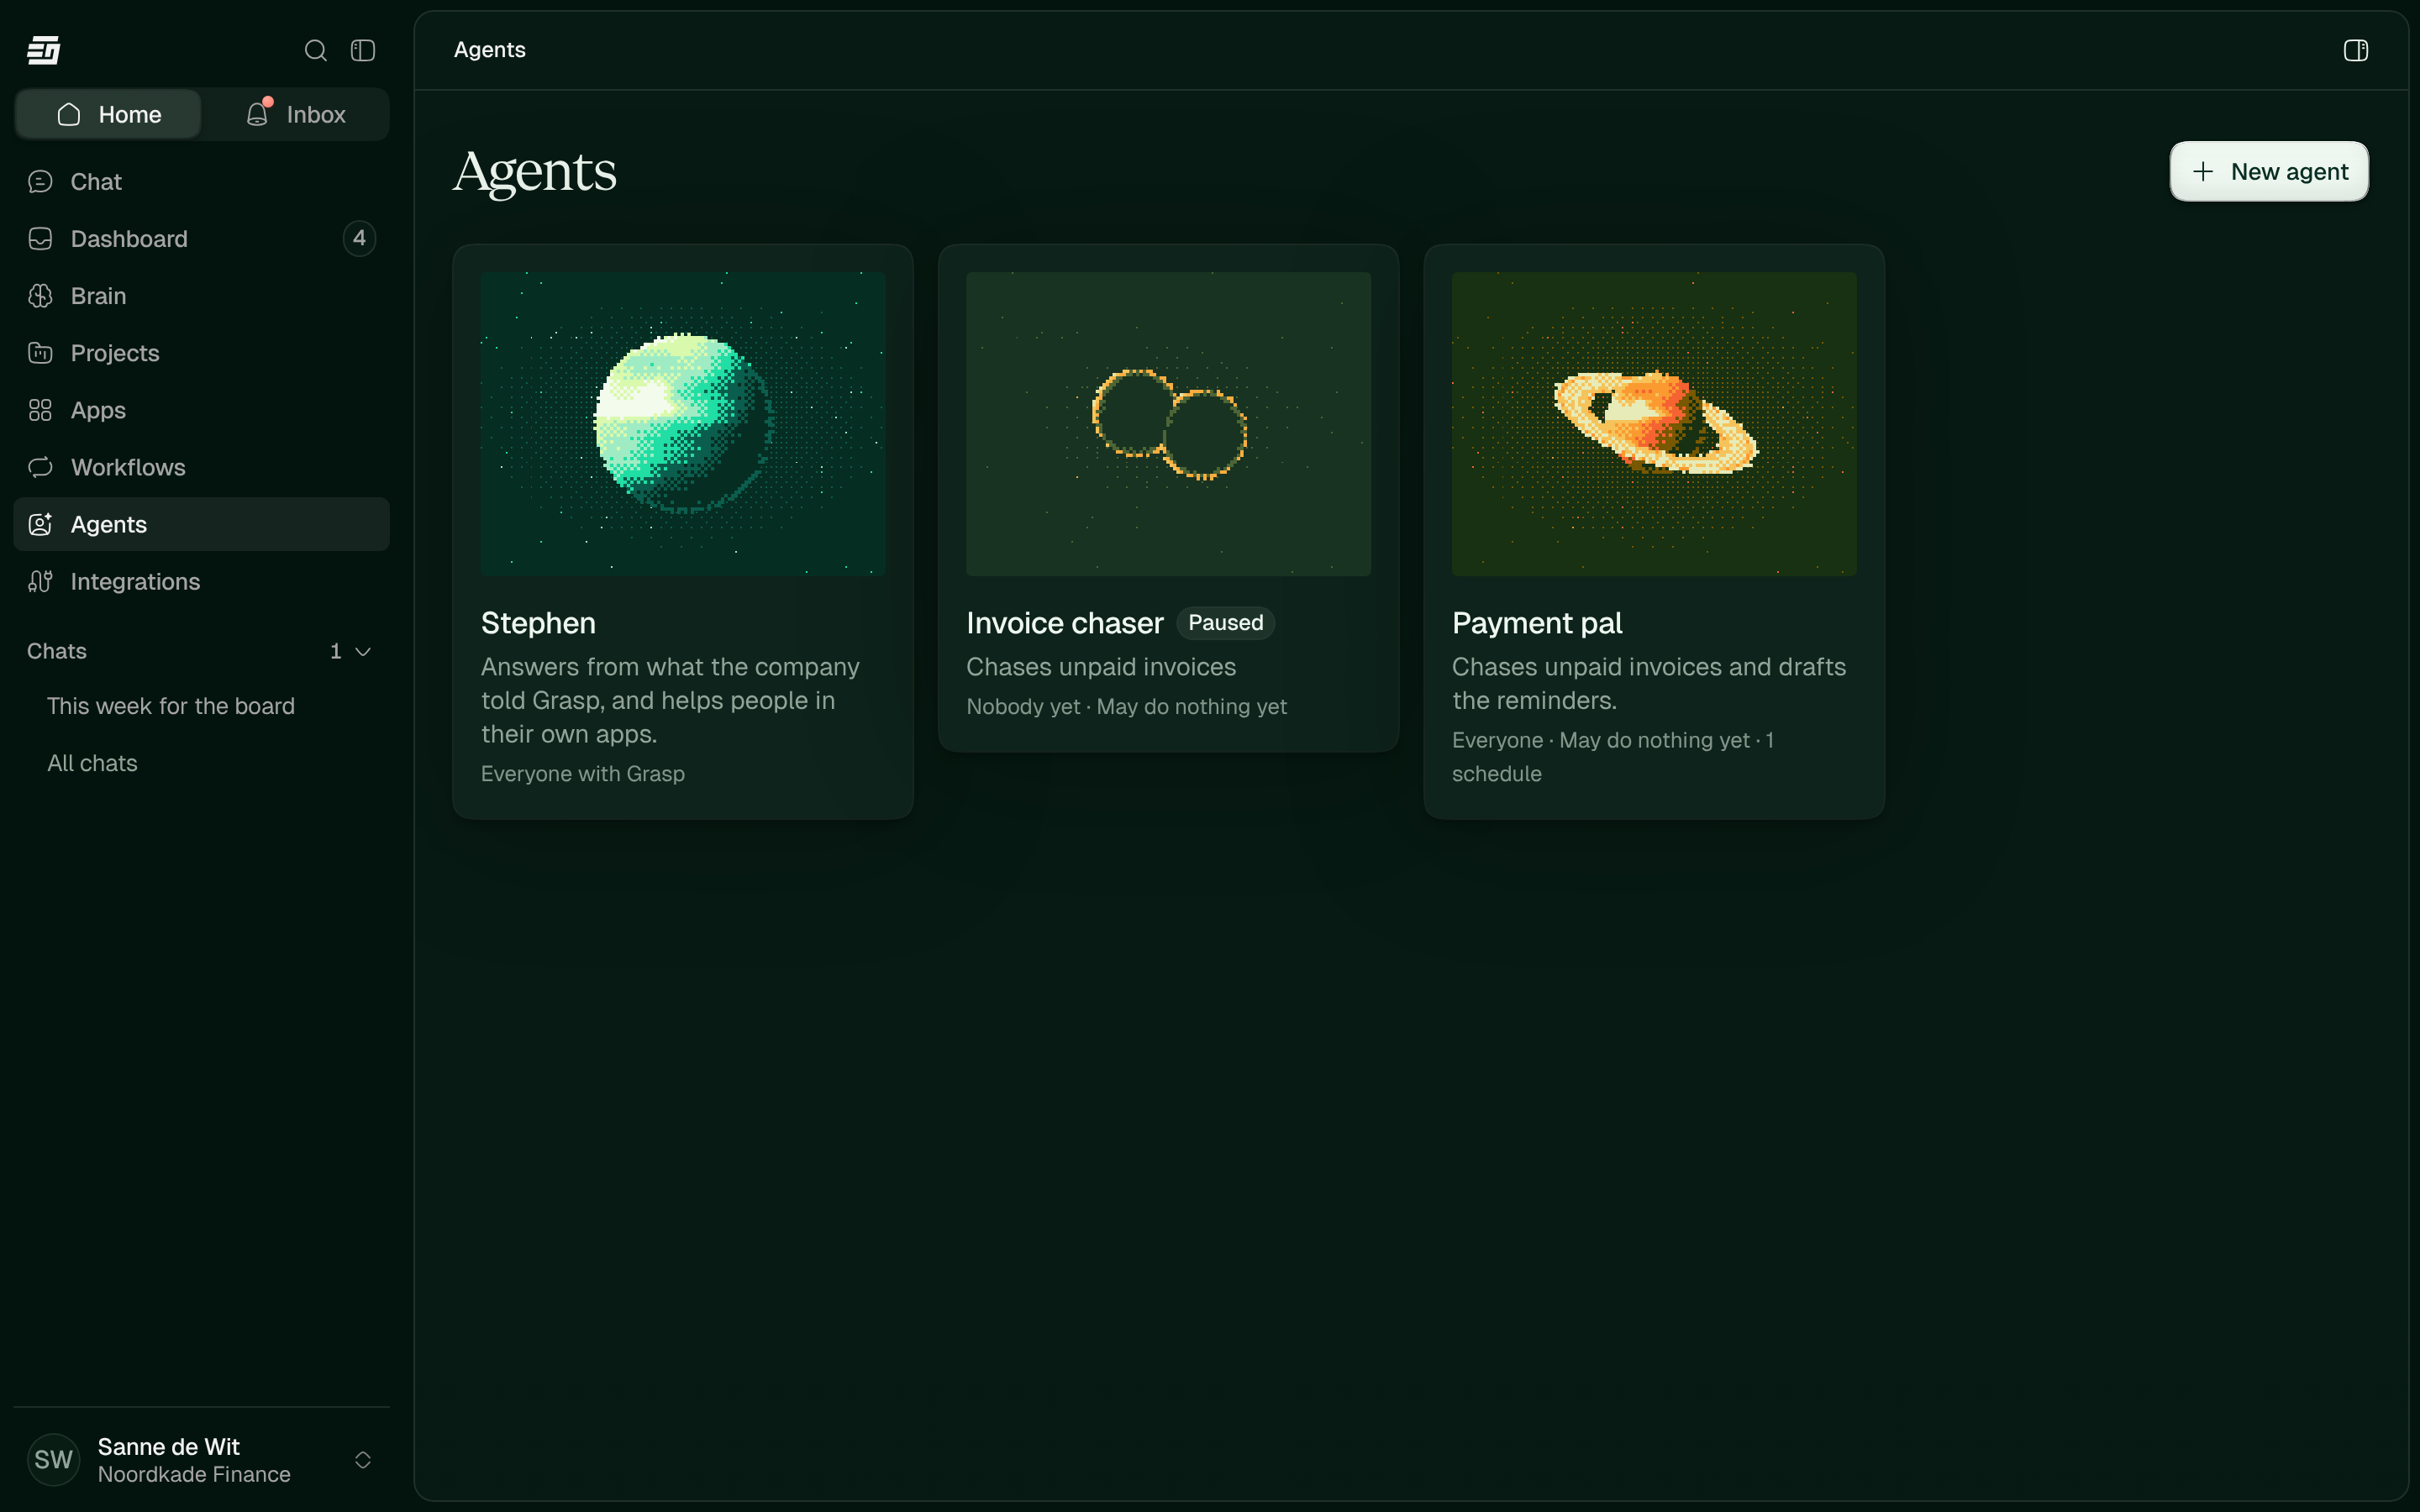 Agents
Home
Inbox
Chat
Dashboard
4
Brain
Projects
Apps
Workflows
Agents
Integrations
Chats
1
This week for the board
All chats
SW
Sanne de Wit
Noordkade Finance
Agents
New agent
Stephen
Answers from what the company
told Grasp, and helps people in
their own apps.
Everyone with Grasp
Invoice chaser
Paused
Chases unpaid invoices
Nobody yet · May do nothing yet
Payment pal
Chases unpaid invoices and drafts
the reminders.
Everyone · May do nothing yet · 1
schedule